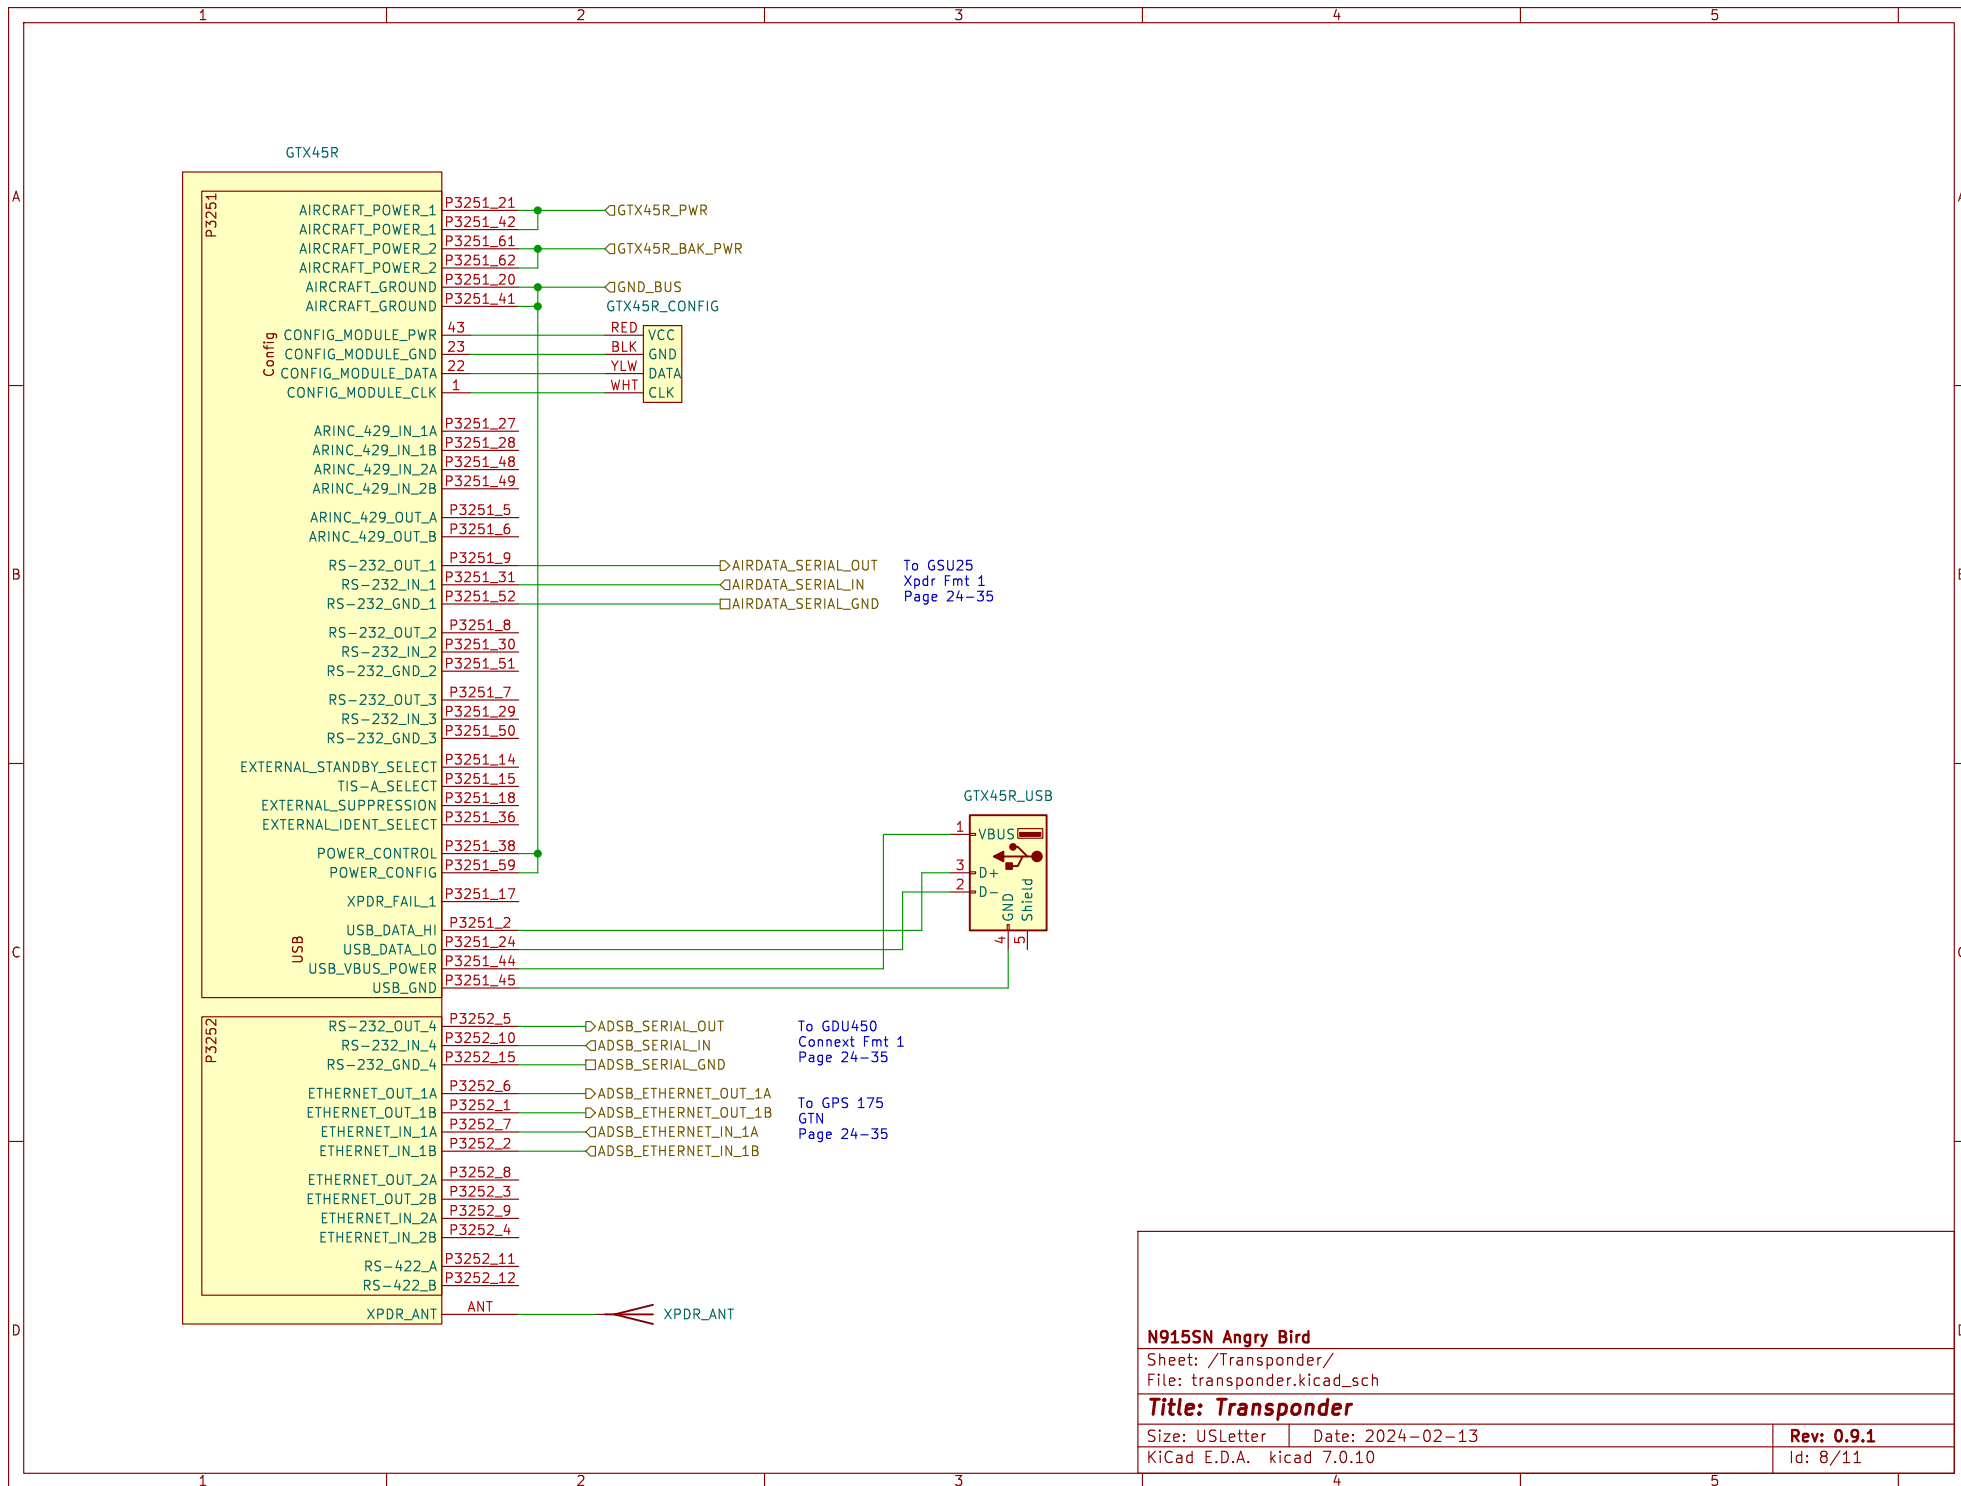 1 2 3 4 5
A
B
C
D
GTX45R
P3251
AIRCRAFT_POWER_1 P3251_21 GTX45R_PWR
AIRCRAFT_POWER_1 P3251_42
AIRCRAFT_POWER_2 P3251_61 GTX45R_BAK_PWR
AIRCRAFT_POWER_2 P3251_62
AIRCRAFT_GROUND P3251_20 GND_BUS
AIRCRAFT_GROUND P3251_41
GTX45R_CONFIG
Config
CONFIG_MODULE_PWR 43 RED VCC
CONFIG_MODULE_GND 23 BLK GND
CONFIG_MODULE_DATA 22 YLW DATA
CONFIG_MODULE_CLK 1 WHT CLK
ARINC_429_IN_1A P3251_27
ARINC_429_IN_1B P3251_28
ARINC_429_IN_2A P3251_48
ARINC_429_IN_2B P3251_49
ARINC_429_OUT_A P3251_5
ARINC_429_OUT_B P3251_6
RS-232_OUT_1 P3251_9 AIRDATA_SERIAL_OUT
RS-232_IN_1 P3251_31 AIRDATA_SERIAL_IN
RS-232_GND_1 P3251_52 AIRDATA_SERIAL_GND
To GSU25
Xpdr Fmt 1
Page 24-35
RS-232_OUT_2 P3251_8
RS-232_IN_2 P3251_30
RS-232_GND_2 P3251_51
RS-232_OUT_3 P3251_7
RS-232_IN_3 P3251_29
RS-232_GND_3 P3251_50
EXTERNAL_STANDBY_SELECT P3251_14
TIS-A_SELECT P3251_15
EXTERNAL_SUPPRESSION P3251_18
EXTERNAL_IDENT_SELECT P3251_36
POWER_CONTROL P3251_38
POWER_CONFIG P3251_59
XPDR_FAIL_1 P3251_17
USB
USB_DATA_HI P3251_2
USB_DATA_LO P3251_24
USB_VBUS_POWER P3251_44
USB_GND P3251_45
GTX45R_USB
1 VBUS
3 D+
2 D-
GND Shield
4 5
P3252
RS-232_OUT_4 P3252_5 ADSB_SERIAL_OUT
RS-232_IN_4 P3252_10 ADSB_SERIAL_IN
RS-232_GND_4 P3252_15 ADSB_SERIAL_GND
To GDU450
Connext Fmt 1
Page 24-35
ETHERNET_OUT_1A P3252_6 ADSB_ETHERNET_OUT_1A
ETHERNET_OUT_1B P3252_1 ADSB_ETHERNET_OUT_1B
ETHERNET_IN_1A P3252_7 ADSB_ETHERNET_IN_1A
ETHERNET_IN_1B P3252_2 ADSB_ETHERNET_IN_1B
To GPS 175
GTN
Page 24-35
ETHERNET_OUT_2A P3252_8
ETHERNET_OUT_2B P3252_3
ETHERNET_IN_2A P3252_9
ETHERNET_IN_2B P3252_4
RS-422_A P3252_11
RS-422_B P3252_12
XPDR_ANT ANT XPDR_ANT
N915SN Angry Bird
Sheet: /Transponder/
File: transponder.kicad_sch
Title: Transponder
Size: USLetter Date: 2024-02-13 Rev: 0.9.1
KiCad E.D.A. kicad 7.0.10 Id: 8/11
1 2 3 4 5